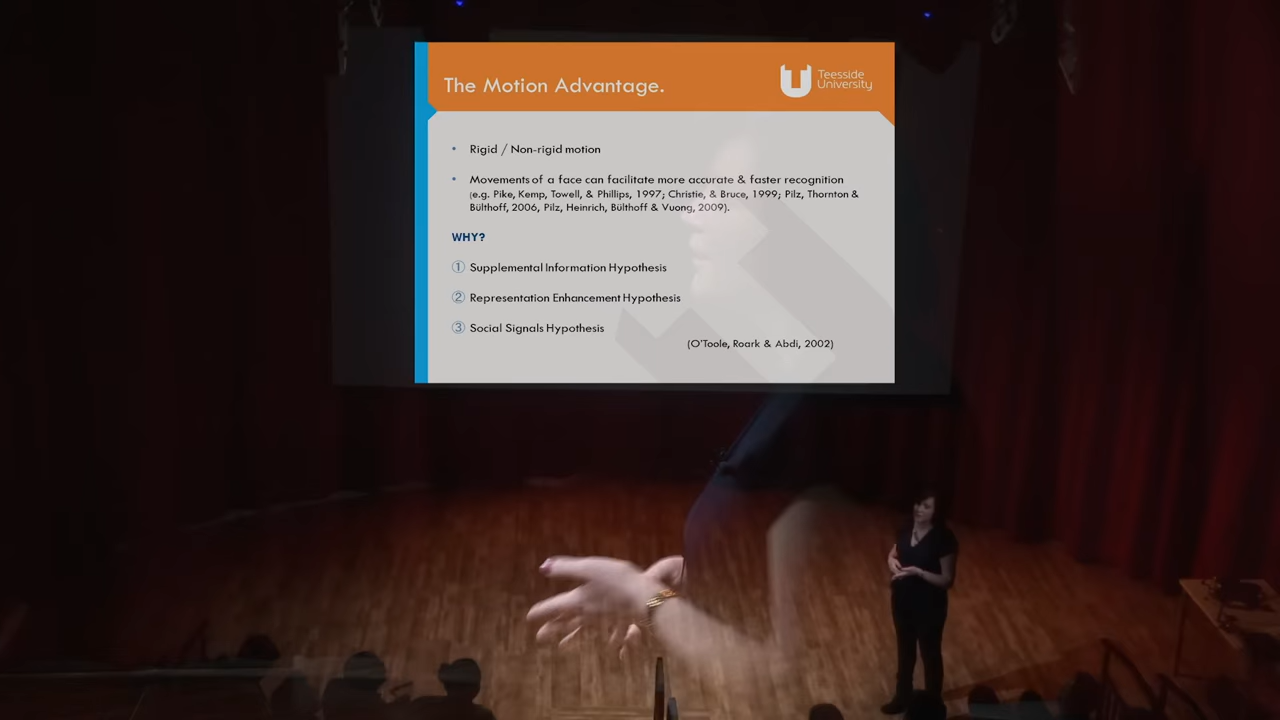 The Motion Advantage.
Teesside
University
• Rigid / Non-rigid motion
• Movements of a face can facilitate more accurate & faster recognition
(e.g. Pike, Kemp, Towell, & Phillips, 1997; Christie, & Bruce, 1999; Pilz, Thornton &
Bülthoff, 2006, Pilz, Heinrich, Bülthoff & Vuong, 2009).
WHY?
① Supplemental Information Hypothesis
② Representation Enhancement Hypothesis
③ Social Signals Hypothesis
(O'Toole, Roark & Abdi, 2002)